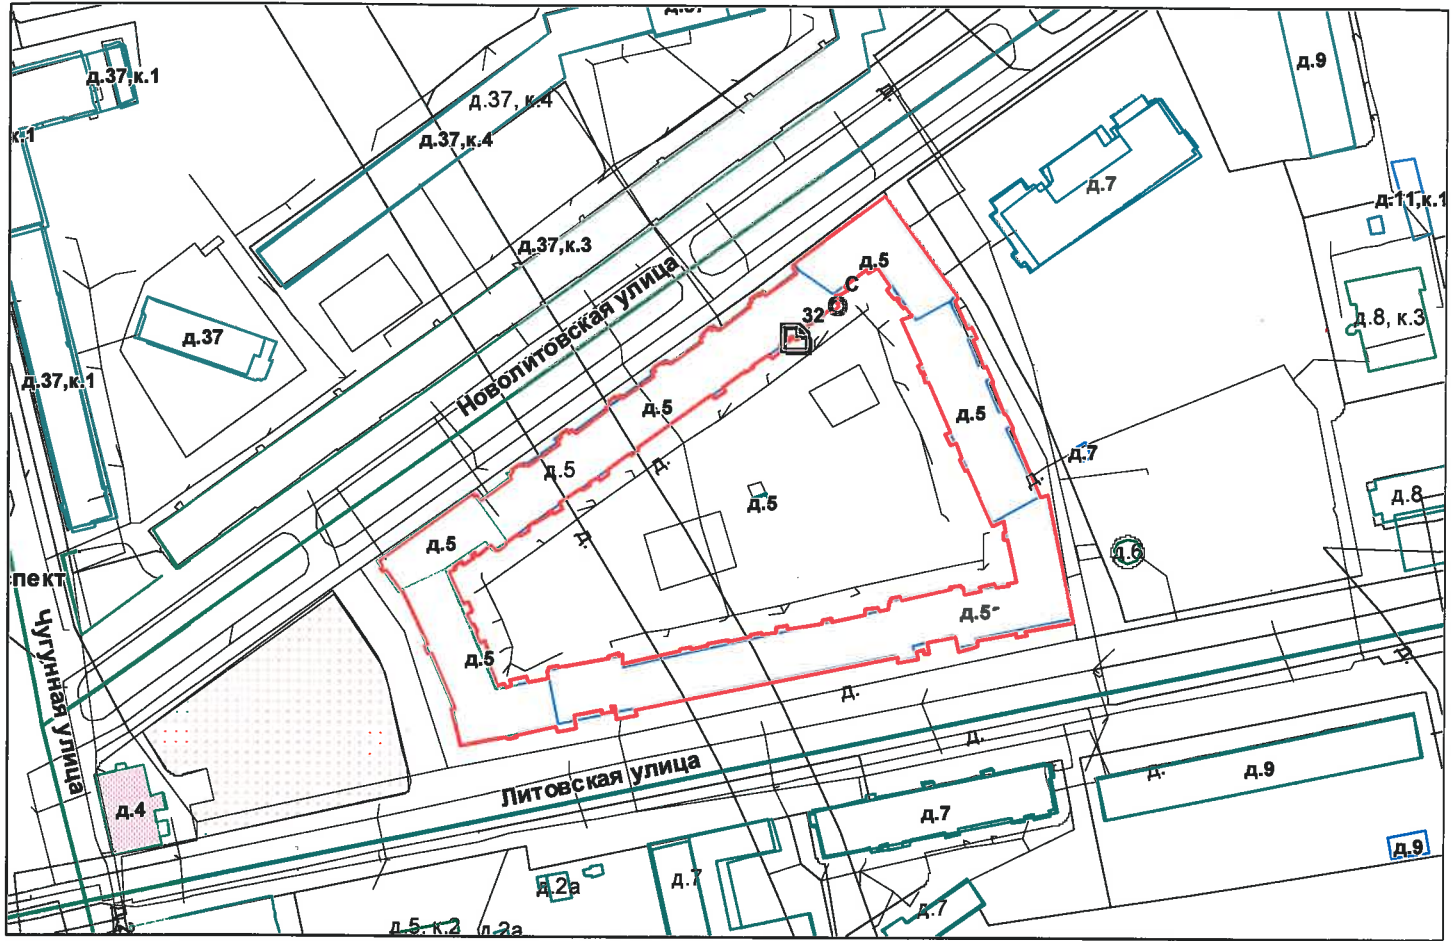 д.37,к.1
д.9
д.37, к.4
д.37,к.4
к.1
д.
д.7
д.11,к.1
д.37,к.3
д.5
С
32
д.8, к.3
д.37
Новолитовская улица
д.37,к.1
д.5
д.5
д.5
д.7
д.
д.
д.5
д.8
д.
д.5
д.6
пект
д.5-
Чугунная улица
д.5
д.
д.
д.
Литовская улица
д.
д.9
д.4
д.7
д.9
д.7
д.2а
д.7
д.5, к.2
д.2а